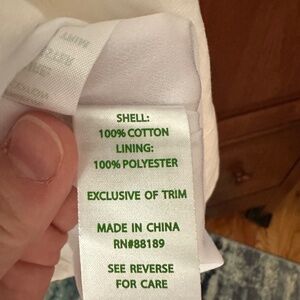 SHELL:
100% COTTON
LINING:
100% POLYESTER
EXCLUSIVE OF TRIM
MADE IN CHINA
RN#88189
SEE REVERSE
FOR CARE